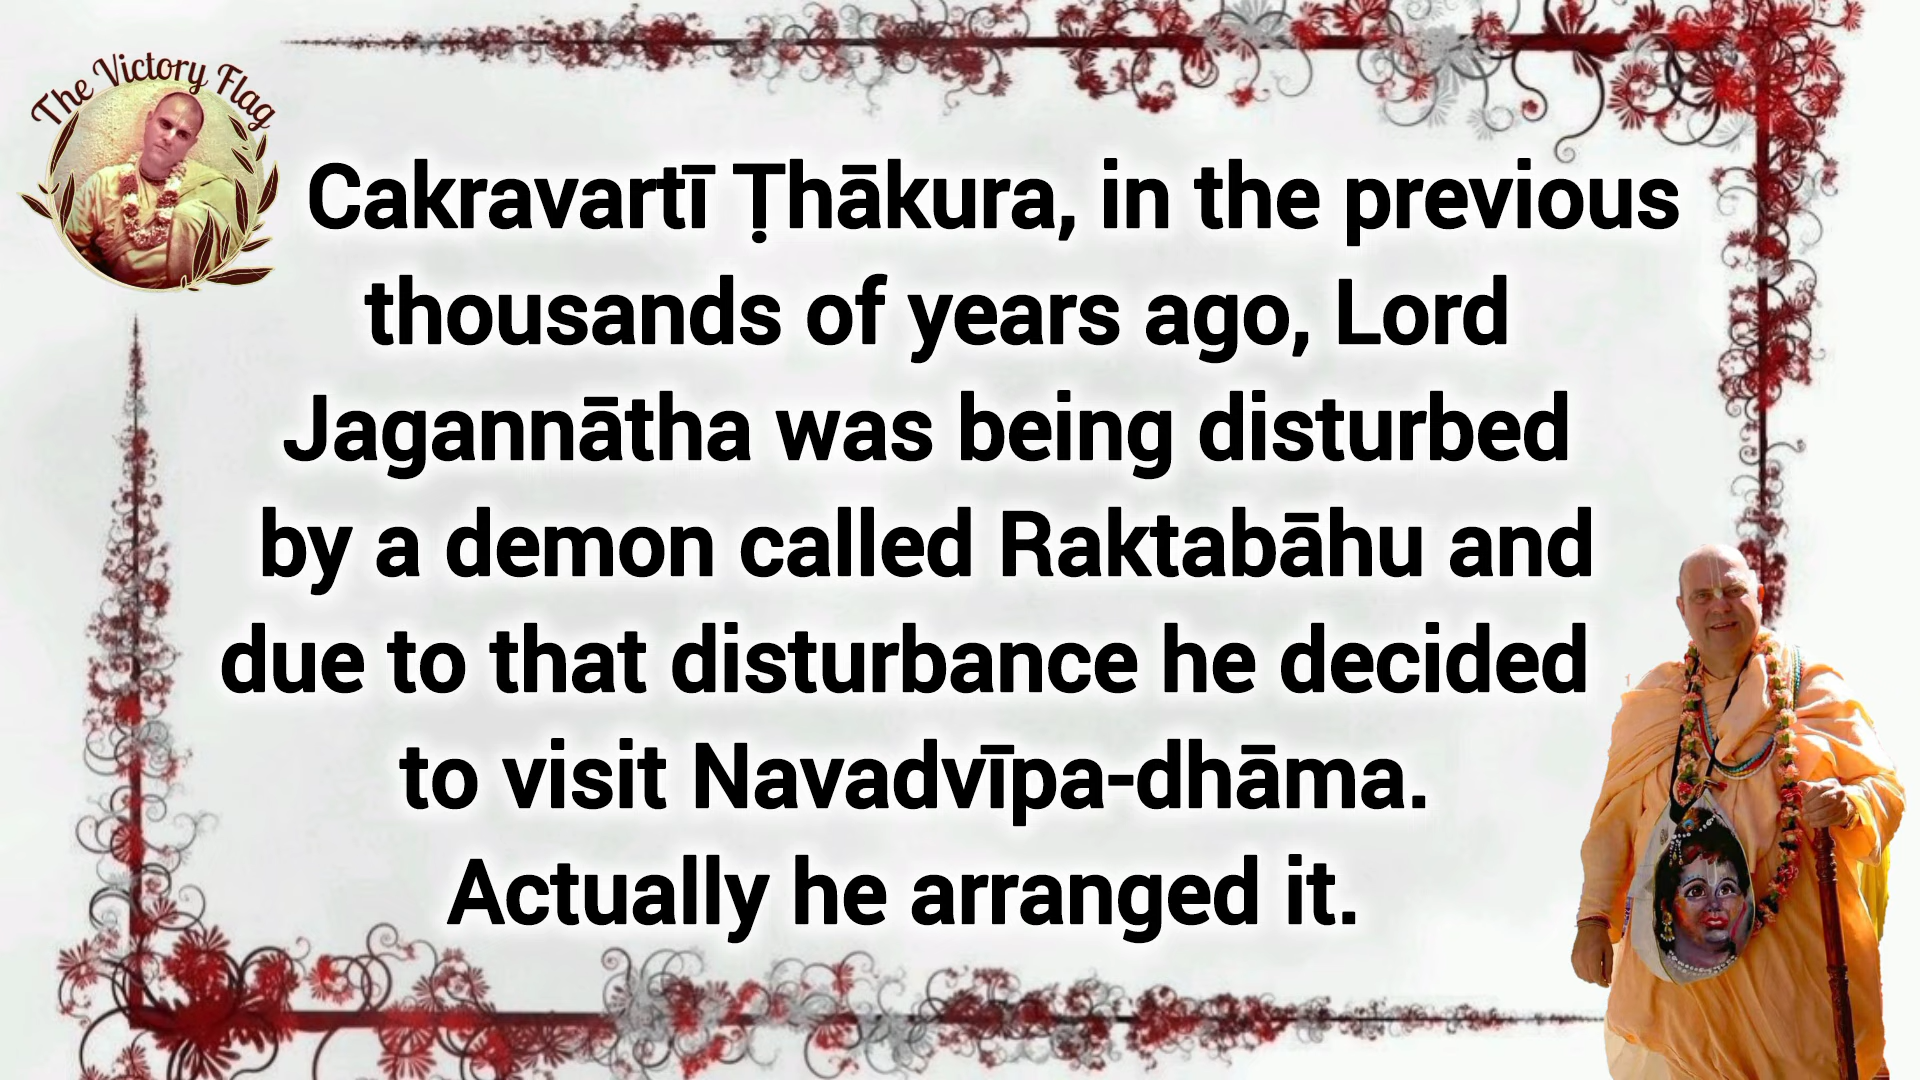 The Victory Flag
Cakravartī Ṭhākura, in the previous
thousands of years ago, Lord
Jagannātha was being disturbed
by a demon called Raktabāhu and
due to that disturbance he decided
to visit Navadvīpa-dhāma.
Actually he arranged it.